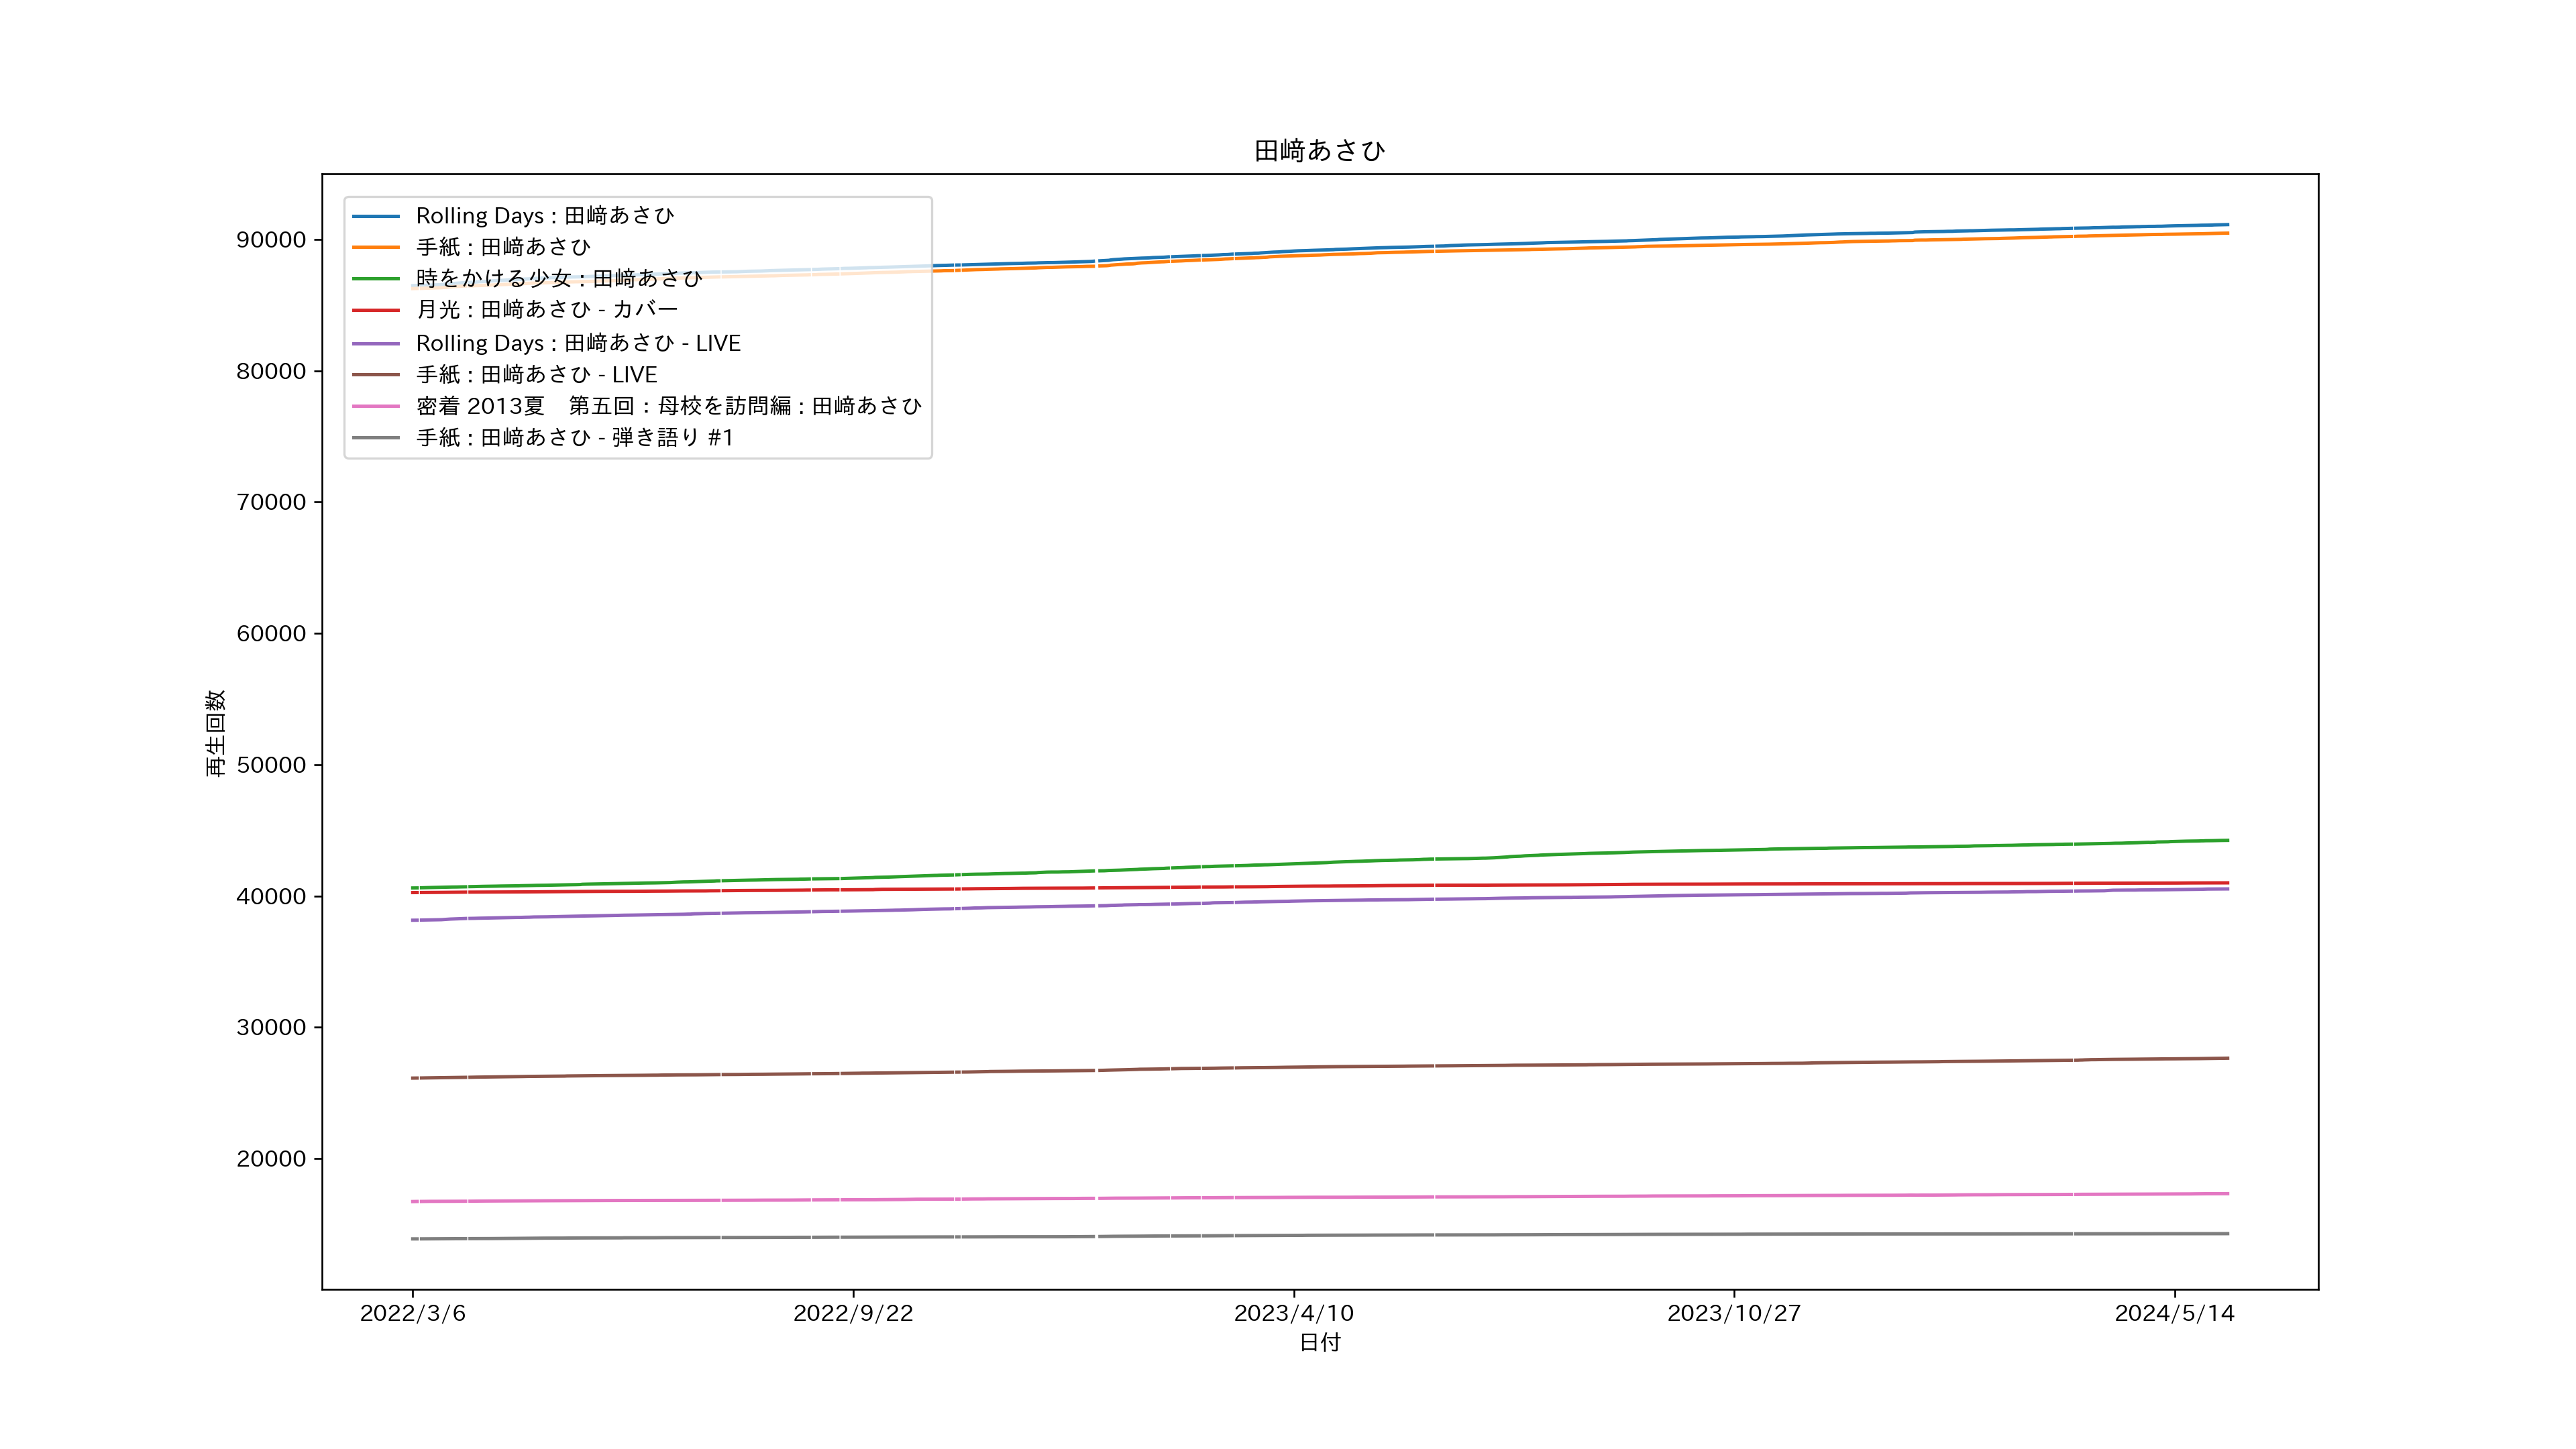 田﨑あさひ
Rolling Days : 田﨑あさひ
手紙 : 田﨑あさひ
時をかける少女 : 田﨑あさひ
月光 : 田﨑あさひ - カバー
Rolling Days : 田﨑あさひ - LIVE
手紙 : 田﨑あさひ - LIVE
密着 2013夏　第五回：母校を訪問編 : 田﨑あさひ
手紙 : 田﨑あさひ - 弾き語り #1
90000
80000
70000
60000
50000
40000
30000
20000
再生回数
2022/3/6 2022/9/22 2023/4/10 2023/10/27 2024/5/14
日付